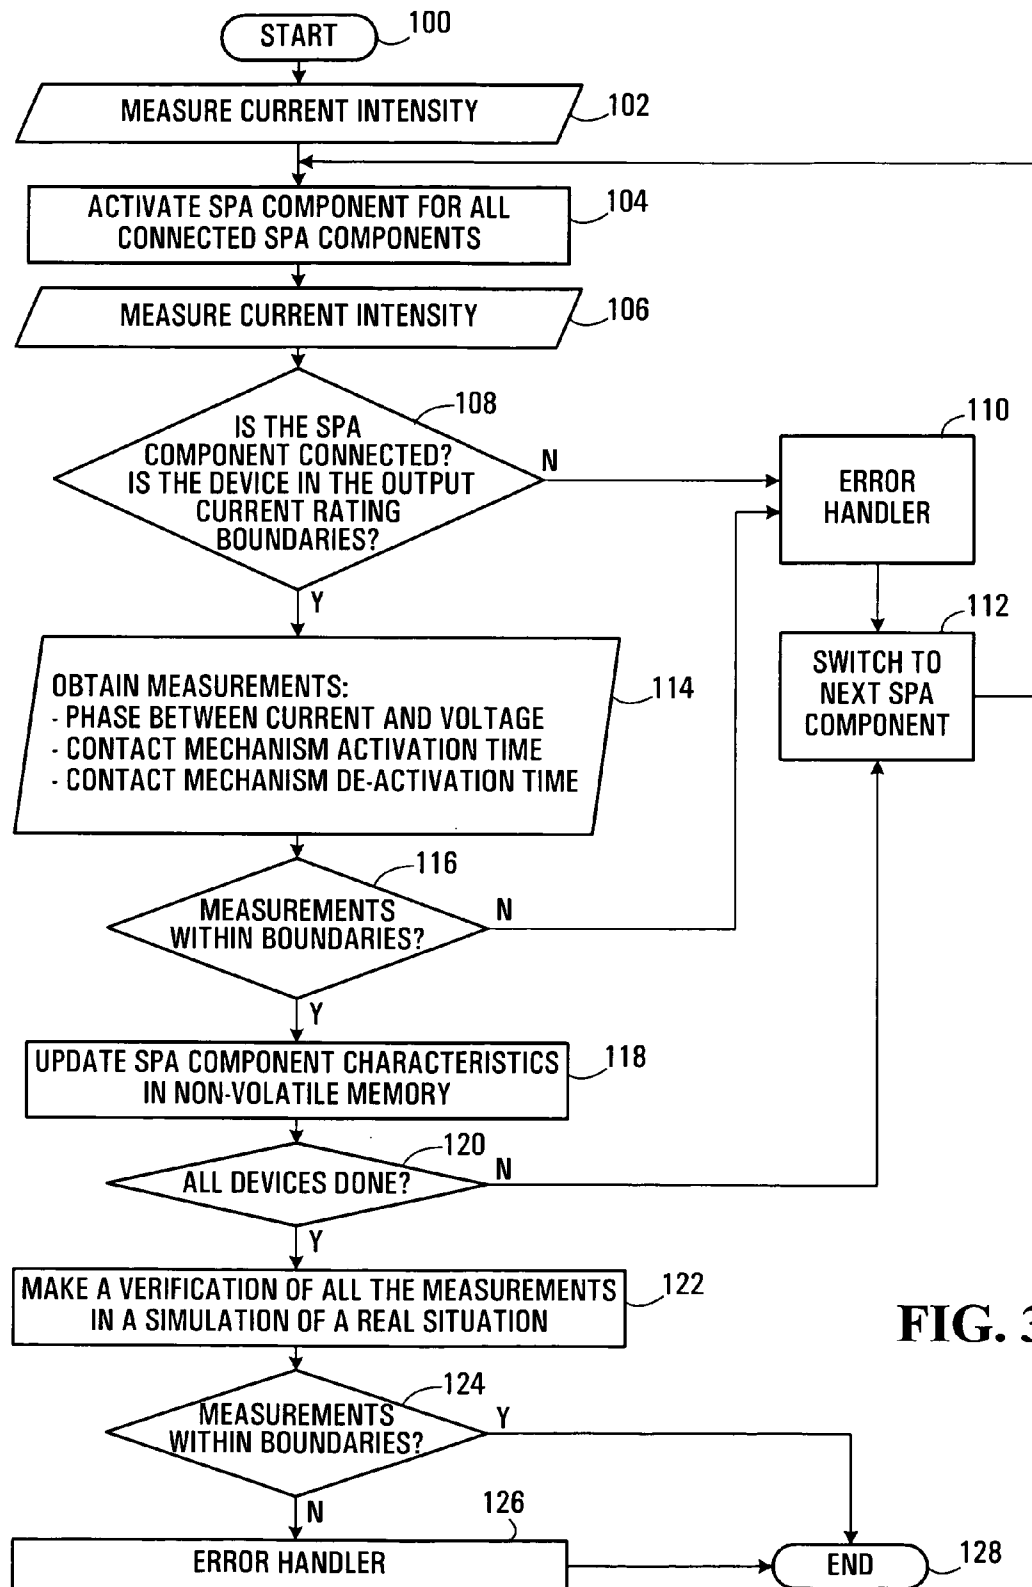 START
100
MEASURE CURRENT INTENSITY
102
ACTIVATE SPA COMPONENT FOR ALL
CONNECTED SPA COMPONENTS
104
MEASURE CURRENT INTENSITY
106
108
IS THE SPA
COMPONENT CONNECTED?
IS THE DEVICE IN THE OUTPUT
CURRENT RATING
BOUNDARIES?
N
Y
110
ERROR
HANDLER
112
SWITCH TO
NEXT SPA
COMPONENT
OBTAIN MEASUREMENTS:
- PHASE BETWEEN CURRENT AND VOLTAGE
- CONTACT MECHANISM ACTIVATION TIME
- CONTACT MECHANISM DE-ACTIVATION TIME
114
116
MEASUREMENTS
WITHIN BOUNDARIES?
N
Y
UPDATE SPA COMPONENT CHARACTERISTICS
IN NON-VOLATILE MEMORY
118
120
ALL DEVICES DONE?
N
Y
MAKE A VERIFICATION OF ALL THE MEASUREMENTS
IN A SIMULATION OF A REAL SITUATION
122
FIG. 3
124
MEASUREMENTS
WITHIN BOUNDARIES?
Y
N
126
ERROR HANDLER
END
128